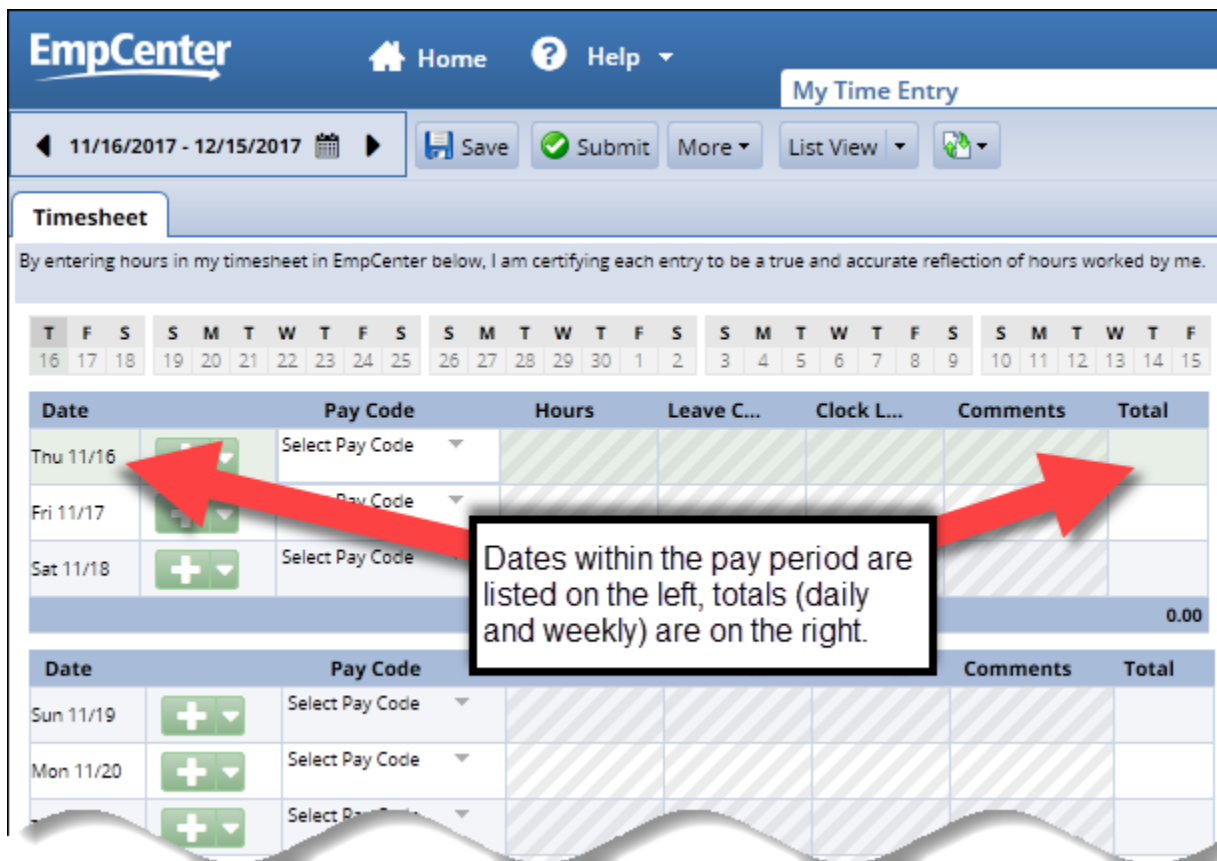 EmpCenter Home ? Help
My Time Entry
11/16/2017 - 12/15/2017 Save Submit More List View
Timesheet
By entering hours in my timesheet in EmpCenter below, I am certifying each entry to be a true and accurate reflection of hours worked by me.
T F S S M T W T F S S M T W T F S S M T W T F S S M T W T F
16 17 18 19 20 21 22 23 24 25 26 27 28 29 30 1 2 3 4 5 6 7 8 9 10 11 12 13 14 15
Date Pay Code Hours Leave C... Clock L... Comments Total
Thu 11/16 Select Pay Code
Fri 11/17 Pay Code
Sat 11/18 Select Pay Code
Dates within the pay period are
listed on the left, totals (daily
and weekly) are on the right.
0.00
Date Pay Code Comments Total
Sun 11/19 Select Pay Code
Mon 11/20 Select Pay Code
Select